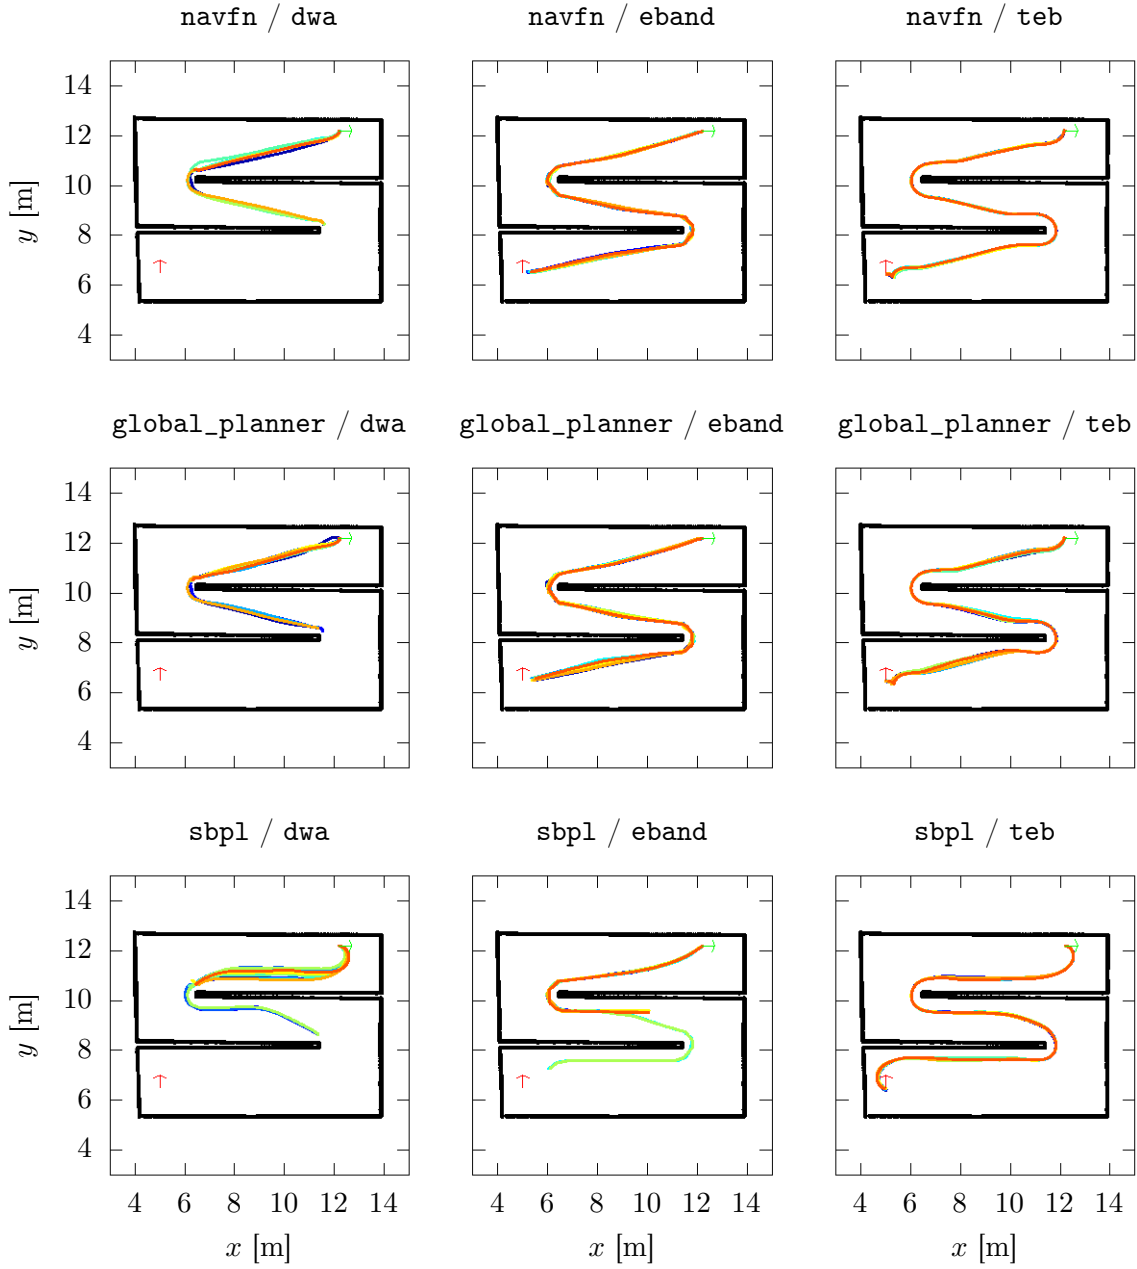 navfn / dwa
navfn / eband
navfn / teb
14
12
10
8
6
4
y [m]
global_planner / dwa
global_planner / eband
global_planner / teb
14
12
10
8
6
4
y [m]
sbpl / dwa
sbpl / eband
sbpl / teb
14
12
10
8
6
4
y [m]
4 6 8 10 12 14
4 6 8 10 12 14
4 6 8 10 12 14
x [m]
x [m]
x [m]